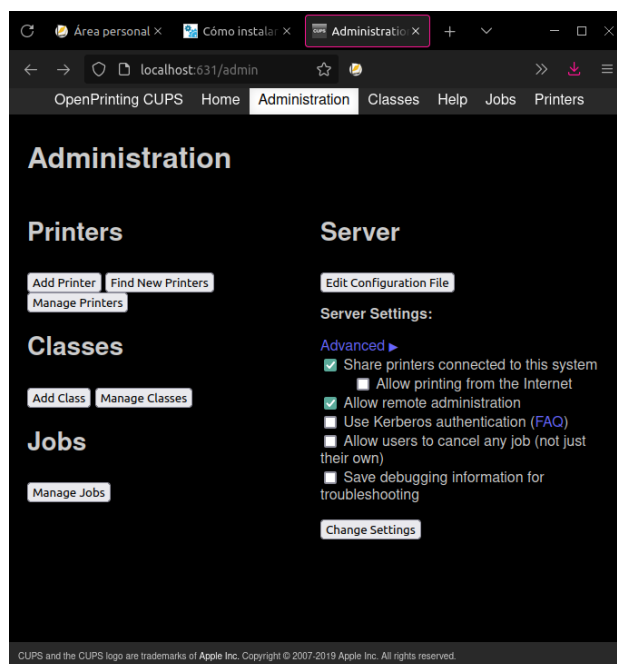 Área personal
Cómo instalar
CUPS Administratio
localhost:631/admin
OpenPrinting CUPS Home Administration Classes Help Jobs Printers
Administration
Printers
Add Printer Find New Printers
Manage Printers
Classes
Add Class Manage Classes
Jobs
Manage Jobs
Server
Edit Configuration File
Server Settings:
Advanced ▶
Share printers connected to this system
Allow printing from the Internet
Allow remote administration
Use Kerberos authentication (FAQ)
Allow users to cancel any job (not just
their own)
Save debugging information for
troubleshooting
Change Settings
CUPS and the CUPS logo are trademarks of Apple Inc. Copyright © 2007-2019 Apple Inc. All rights reserved.